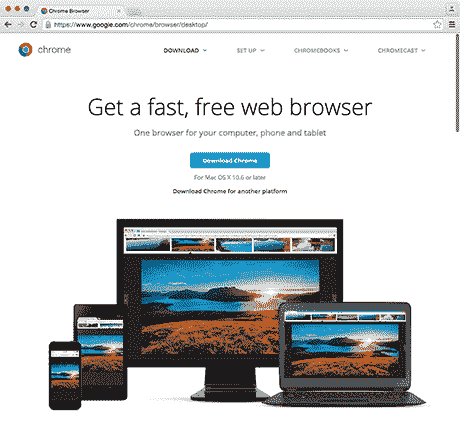 Chrome Browser
https://www.google.com/chrome/browser/desktop/
chrome
DOWNLOAD
SET UP
CHROMEBOOKS
CHROMECAST
Get a fast, free web browser
One browser for your computer, phone and tablet
Download Chrome
For Mac OS X 10.6 or later
Download Chrome for another platform